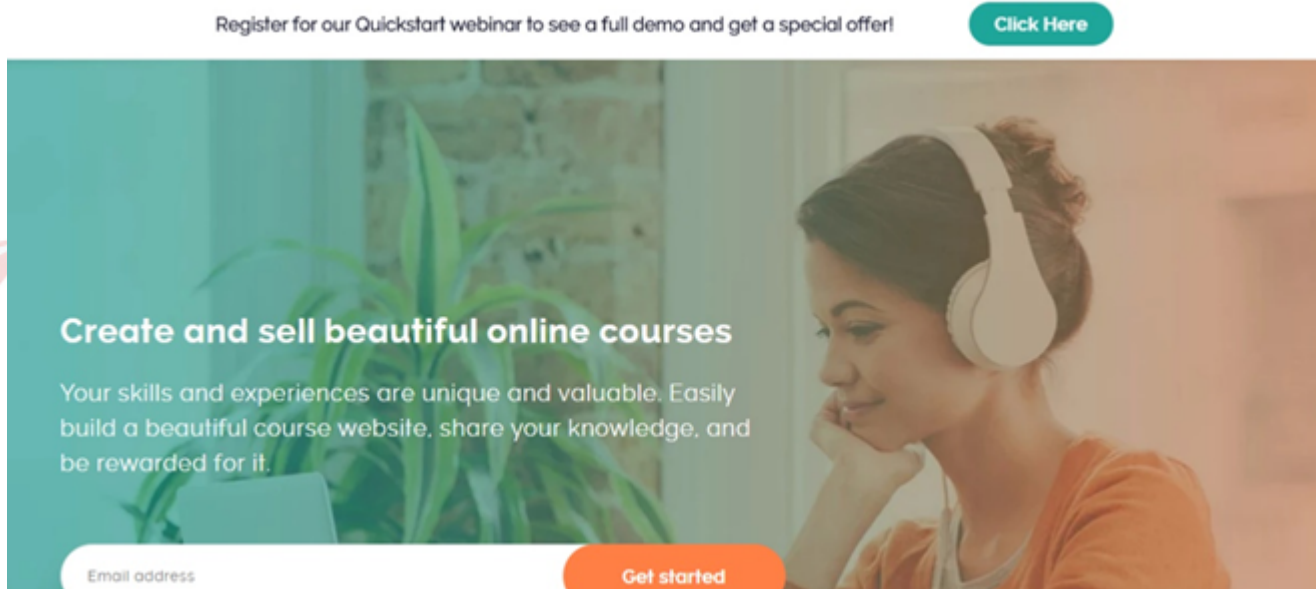 Register for our Quickstart webinar to see a full demo and get a special offer!
Click Here
Create and sell beautiful online courses
Your skills and experiences are unique and valuable. Easily
build a beautiful course website, share your knowledge, and
be rewarded for it.
Email address
Get started